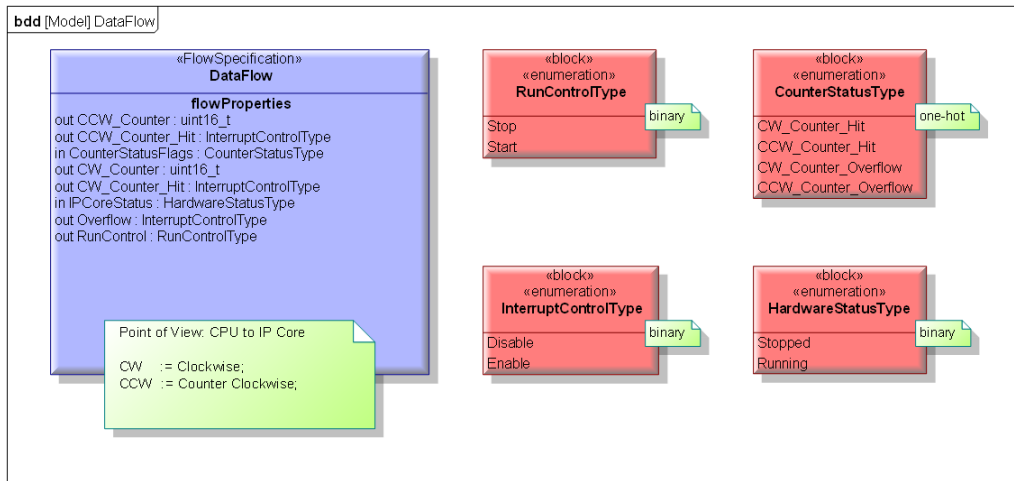 bdd [Model] DataFlow
«FlowSpecification»
DataFlow
flowProperties
out CCW_Counter : uint16_t
out CCW_Counter_Hit : InterruptControlType
in CounterStatusFlags : CounterStatusType
out CW_Counter : uint16_t
out CW_Counter_Hit : InterruptControlType
in IPCoreStatus : HardwareStatusType
out Overflow : InterruptControlType
out RunControl : RunControlType
Point of View: CPU to IP Core
CW := Clockwise;
CCW := Counter Clockwise;
«block»
«enumeration»
RunControlType
binary
Stop
Start
«block»
«enumeration»
CounterStatusType
one-hot
CW_Counter_Hit
CCW_Counter_Hit
CW_Counter_Overflow
CCW_Counter_Overflow
«block»
«enumeration»
InterruptControlType
binary
Disable
Enable
«block»
«enumeration»
HardwareStatusType
binary
Stopped
Running